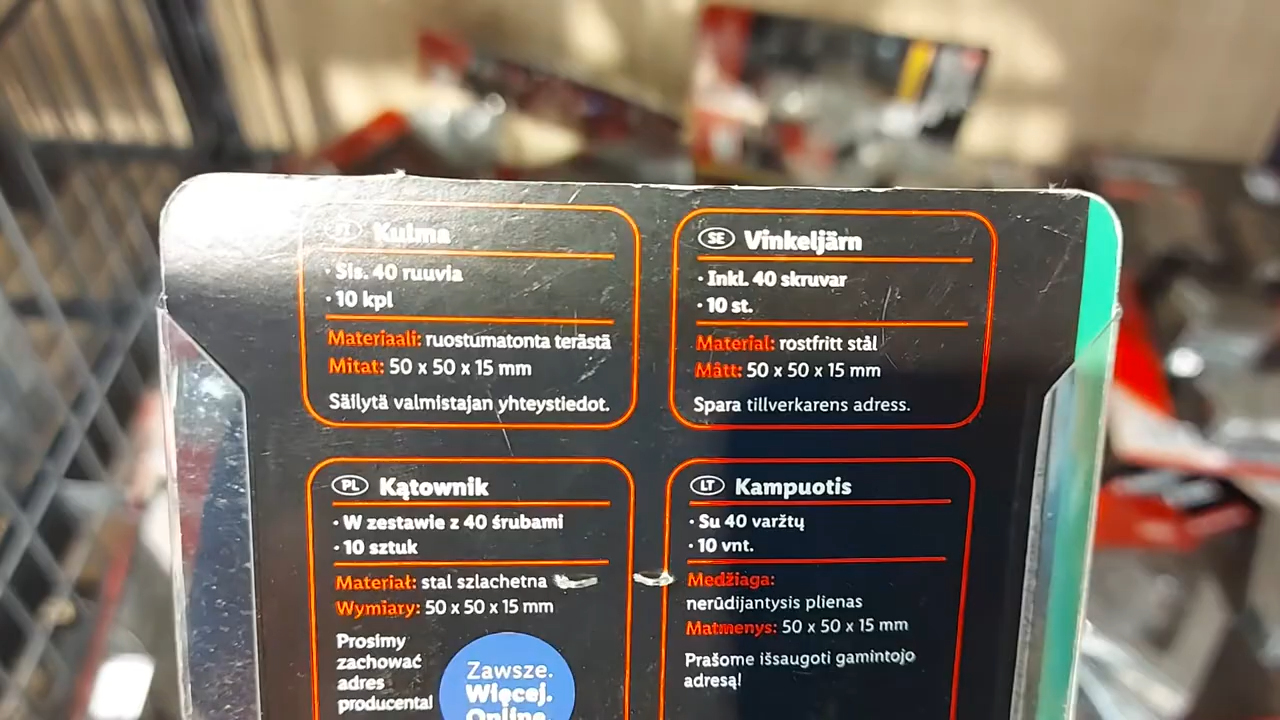 FI Kulma
· Sis. 40 ruuvia
· 10 kpl
Materiaali: ruostumatonta terästä
Mitat: 50 x 50 x 15 mm
Säilytä valmistajan yhteystiedot.
SE Vinkeljärn
· Inkl. 40 skruvar
· 10 st.
Material: rostfritt stål
Mått: 50 x 50 x 15 mm
Spara tillverkarens adress.
PL Kątownik
· W zestawie z 40 śrubami
· 10 sztuk
Materiał: stal szlachetna
Wymiary: 50 x 50 x 15 mm
Prosimy
zachować
adres
producenta!
Zawsze.
Więcej.
Online.
LT Kampuotis
· Su 40 varžtų
· 10 vnt.
Medžiaga:
nerūdijantysis plienas
Matmenys: 50 x 50 x 15 mm
Prašome išsaugoti gamintojo
adresą!